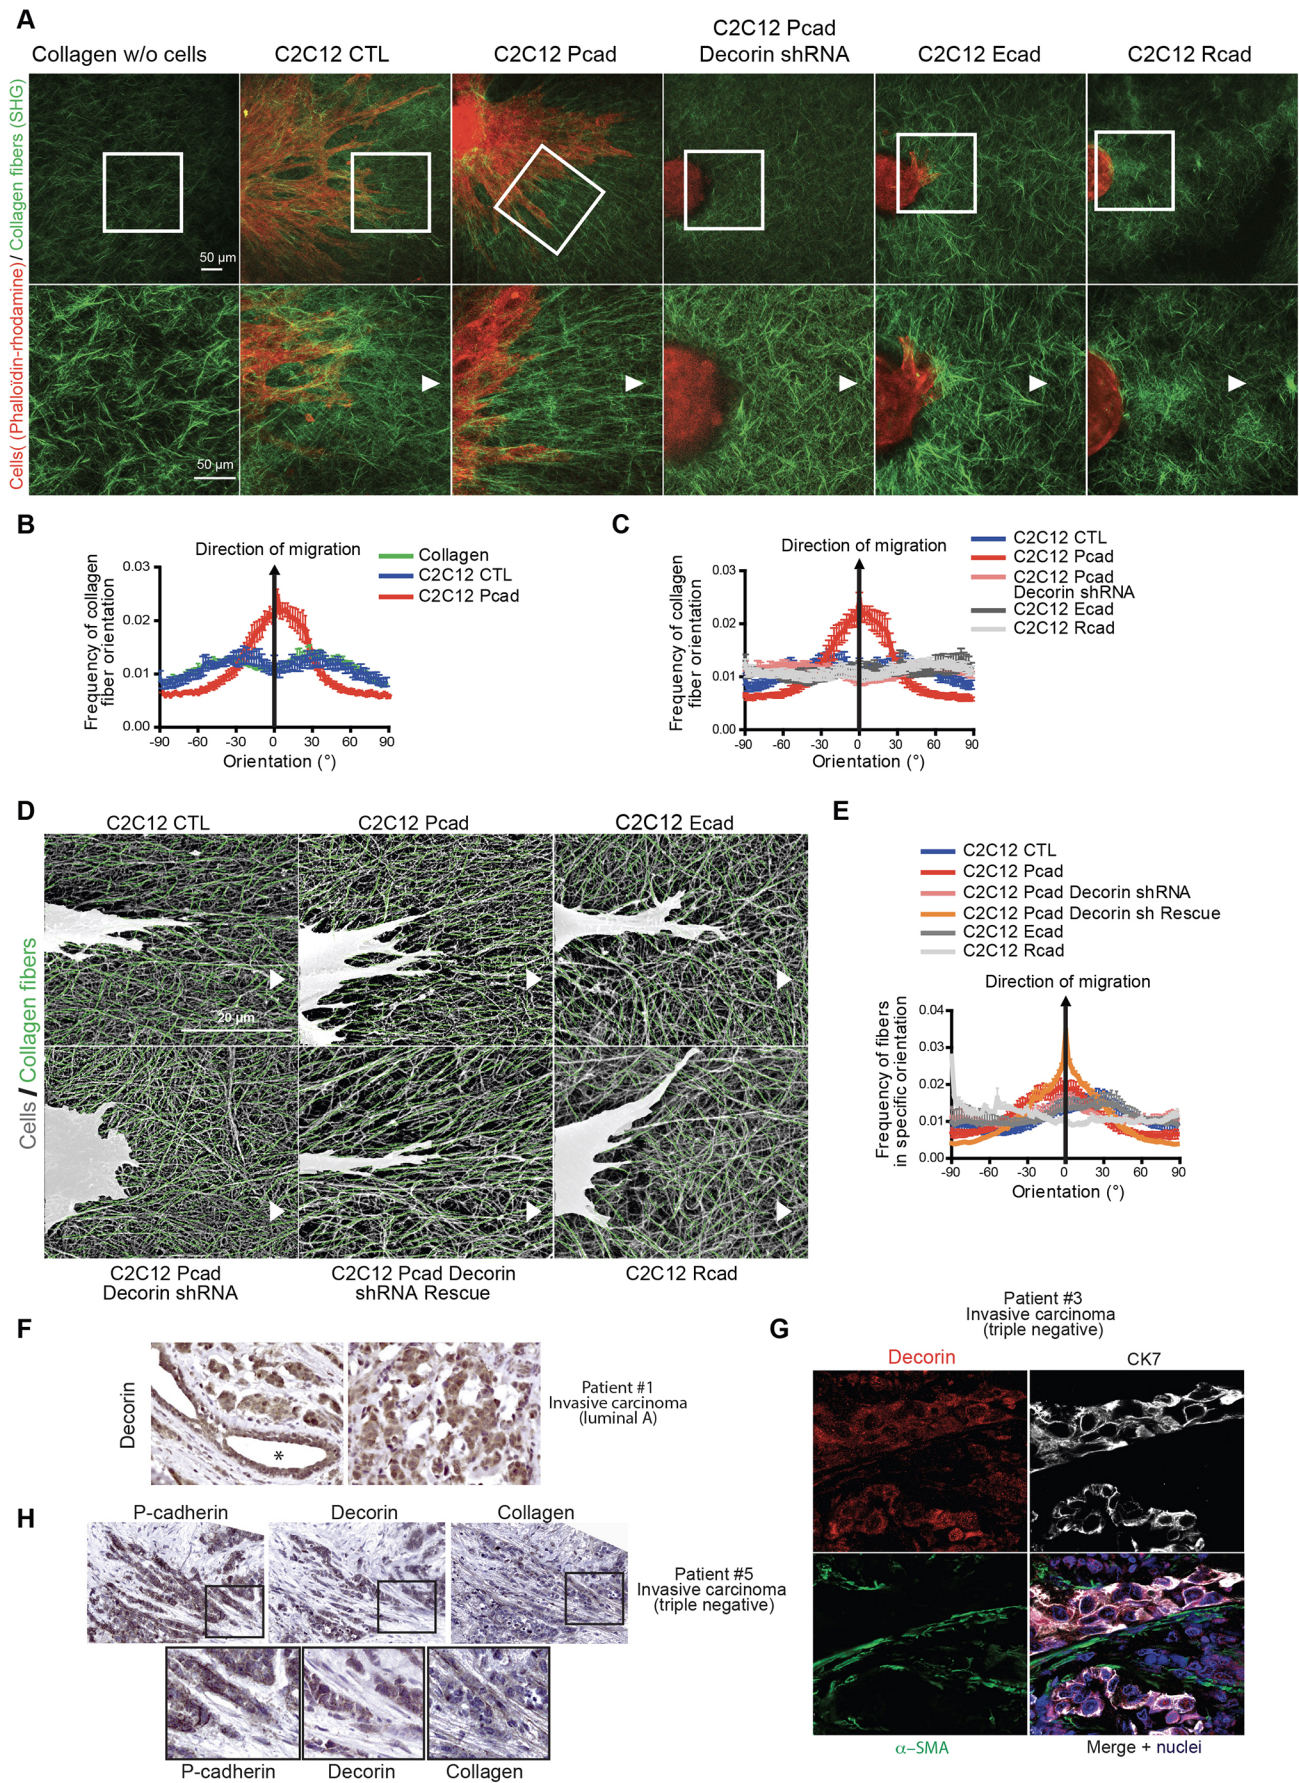 A
Collagen w/o cells
C2C12 CTL
C2C12 Pcad
C2C12 Pcad
Decorin shRNA
C2C12 Ecad
C2C12 Rcad
Cells( (Phalloïdin-rhodamine) / Collagen fibers (SHG)
50 µm
50 µm
B
Direction of migration
Collagen
C2C12 CTL
C2C12 Pcad
Frequency of collagen
fiber orientation
0.03
0.02
0.01
0.00
-90 -60 -30 0 30 60 90
Orientation (°)
C
Direction of migration
C2C12 CTL
C2C12 Pcad
C2C12 Pcad
Decorin shRNA
C2C12 Ecad
C2C12 Rcad
Frequency of collagen
fiber orientation
0.03
0.02
0.01
0.00
-90 -60 -30 0 30 60 90
Orientation (°)
D
C2C12 CTL
C2C12 Pcad
C2C12 Ecad
Cells / Collagen fibers
20 µm
C2C12 Pcad
Decorin shRNA
C2C12 Pcad Decorin
shRNA Rescue
C2C12 Rcad
E
C2C12 CTL
C2C12 Pcad
C2C12 Pcad Decorin shRNA
C2C12 Pcad Decorin sh Rescue
C2C12 Ecad
C2C12 Rcad
Direction of migration
Frequency of fibers
in specific orientation
0.04
0.03
0.02
0.01
0.00
-90 -60 -30 0 30 60 90
Orientation (°)
F
Decorin
*
Patient #1
Invasive carcinoma
(luminal A)
G
Patient #3
Invasive carcinoma
(triple negative)
Decorin
CK7
α–SMA
Merge + nuclei
H
P-cadherin
Decorin
Collagen
Patient #5
Invasive carcinoma
(triple negative)
P-cadherin
Decorin
Collagen